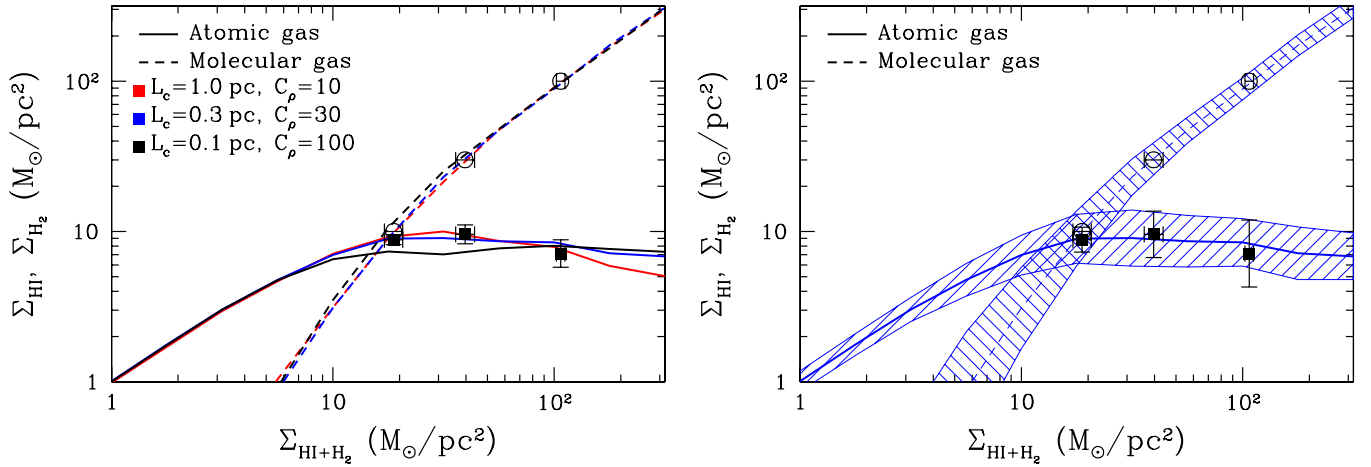 Atomic gas
Molecular gas
L_c=1.0 pc, C_ρ=10
L_c=0.3 pc, C_ρ=30
L_c=0.1 pc, C_ρ=100
10²
10
1
Σ_HI, Σ_H₂ (M_⊙/pc²)
1
10
10²
Σ_HI+H₂ (M_⊙/pc²)
Atomic gas
Molecular gas
10²
10
1
Σ_HI, Σ_H₂ (M_⊙/pc²)
1
10
10²
Σ_HI+H₂ (M_⊙/pc²)